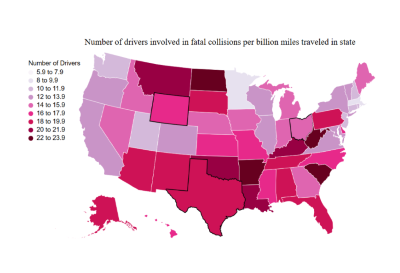 Number of drivers involved in fatal collisions per billion miles traveled in state
Number of Drivers
5.9 to 7.9
8 to 9.9
10 to 11.9
12 to 13.9
14 to 15.9
16 to 17.9
18 to 19.9
20 to 21.9
22 to 23.9